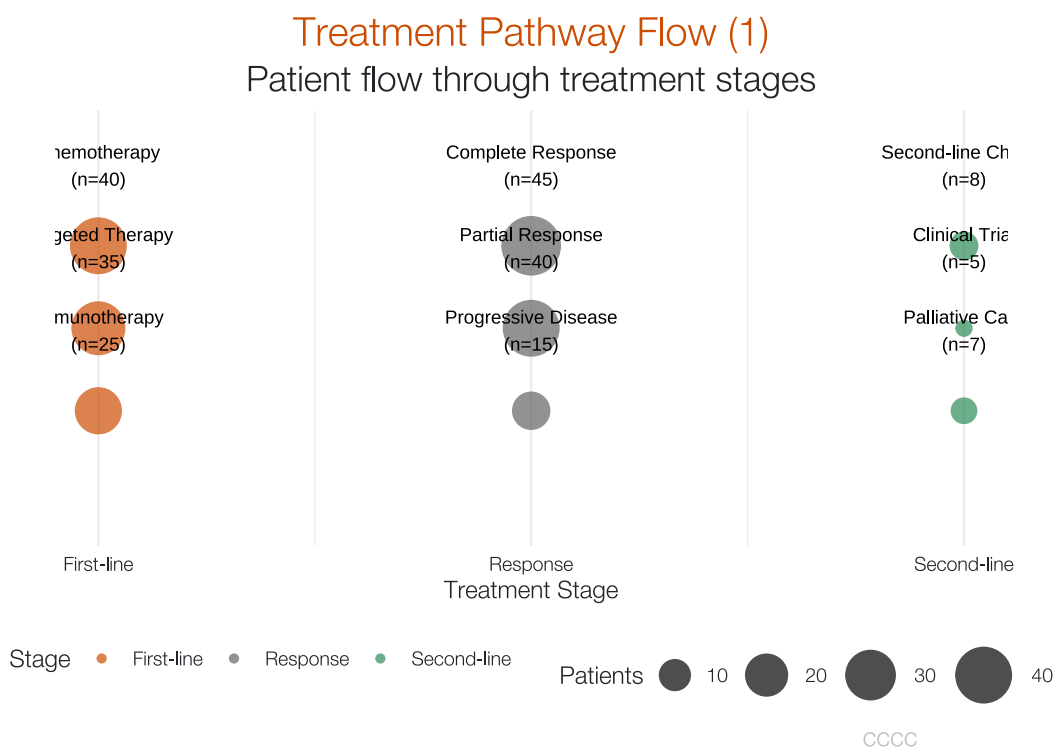 Treatment Pathway Flow (1)
Patient flow through treatment stages
hemotherapy
(n=40)
Complete Response
(n=45)
Second-line Ch
(n=8)
geted Therapy
(n=35)
Partial Response
(n=40)
Clinical Tria
(n=5)
munotherapy
(n=25)
Progressive Disease
(n=15)
Palliative Ca
(n=7)
First-line
Response
Second-line
Treatment Stage
Stage
First-line
Response
Second-line
Patients
10
20
30
40
CCCC